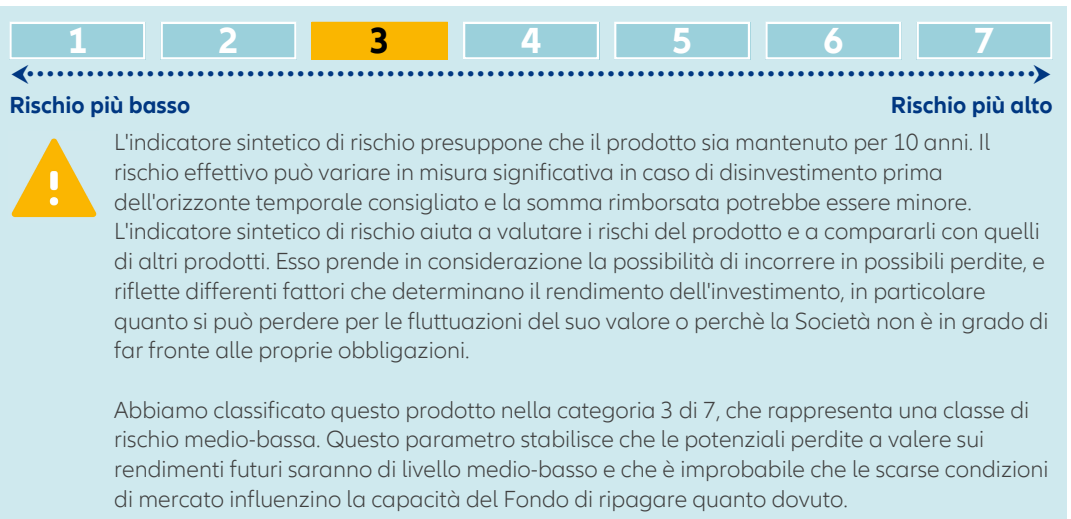 1 2 3 4 5 6 7
Rischio più basso Rischio più alto
L'indicatore sintetico di rischio presuppone che il prodotto sia mantenuto per 10 anni. Il
rischio effettivo può variare in misura significativa in caso di disinvestimento prima
dell'orizzonte temporale consigliato e la somma rimborsata potrebbe essere minore.
L'indicatore sintetico di rischio aiuta a valutare i rischi del prodotto e a compararli con quelli
di altri prodotti. Esso prende in considerazione la possibilità di incorrere in possibili perdite, e
riflette differenti fattori che determinano il rendimento dell'investimento, in particolare
quanto si può perdere per le fluttuazioni del suo valore o perchè la Società non è in grado di
far fronte alle proprie obbligazioni.
Abbiamo classificato questo prodotto nella categoria 3 di 7, che rappresenta una classe di
rischio medio-bassa. Questo parametro stabilisce che le potenziali perdite a valere sui
rendimenti futuri saranno di livello medio-basso e che è improbabile che le scarse condizioni
di mercato influenzino la capacità del Fondo di ripagare quanto dovuto.